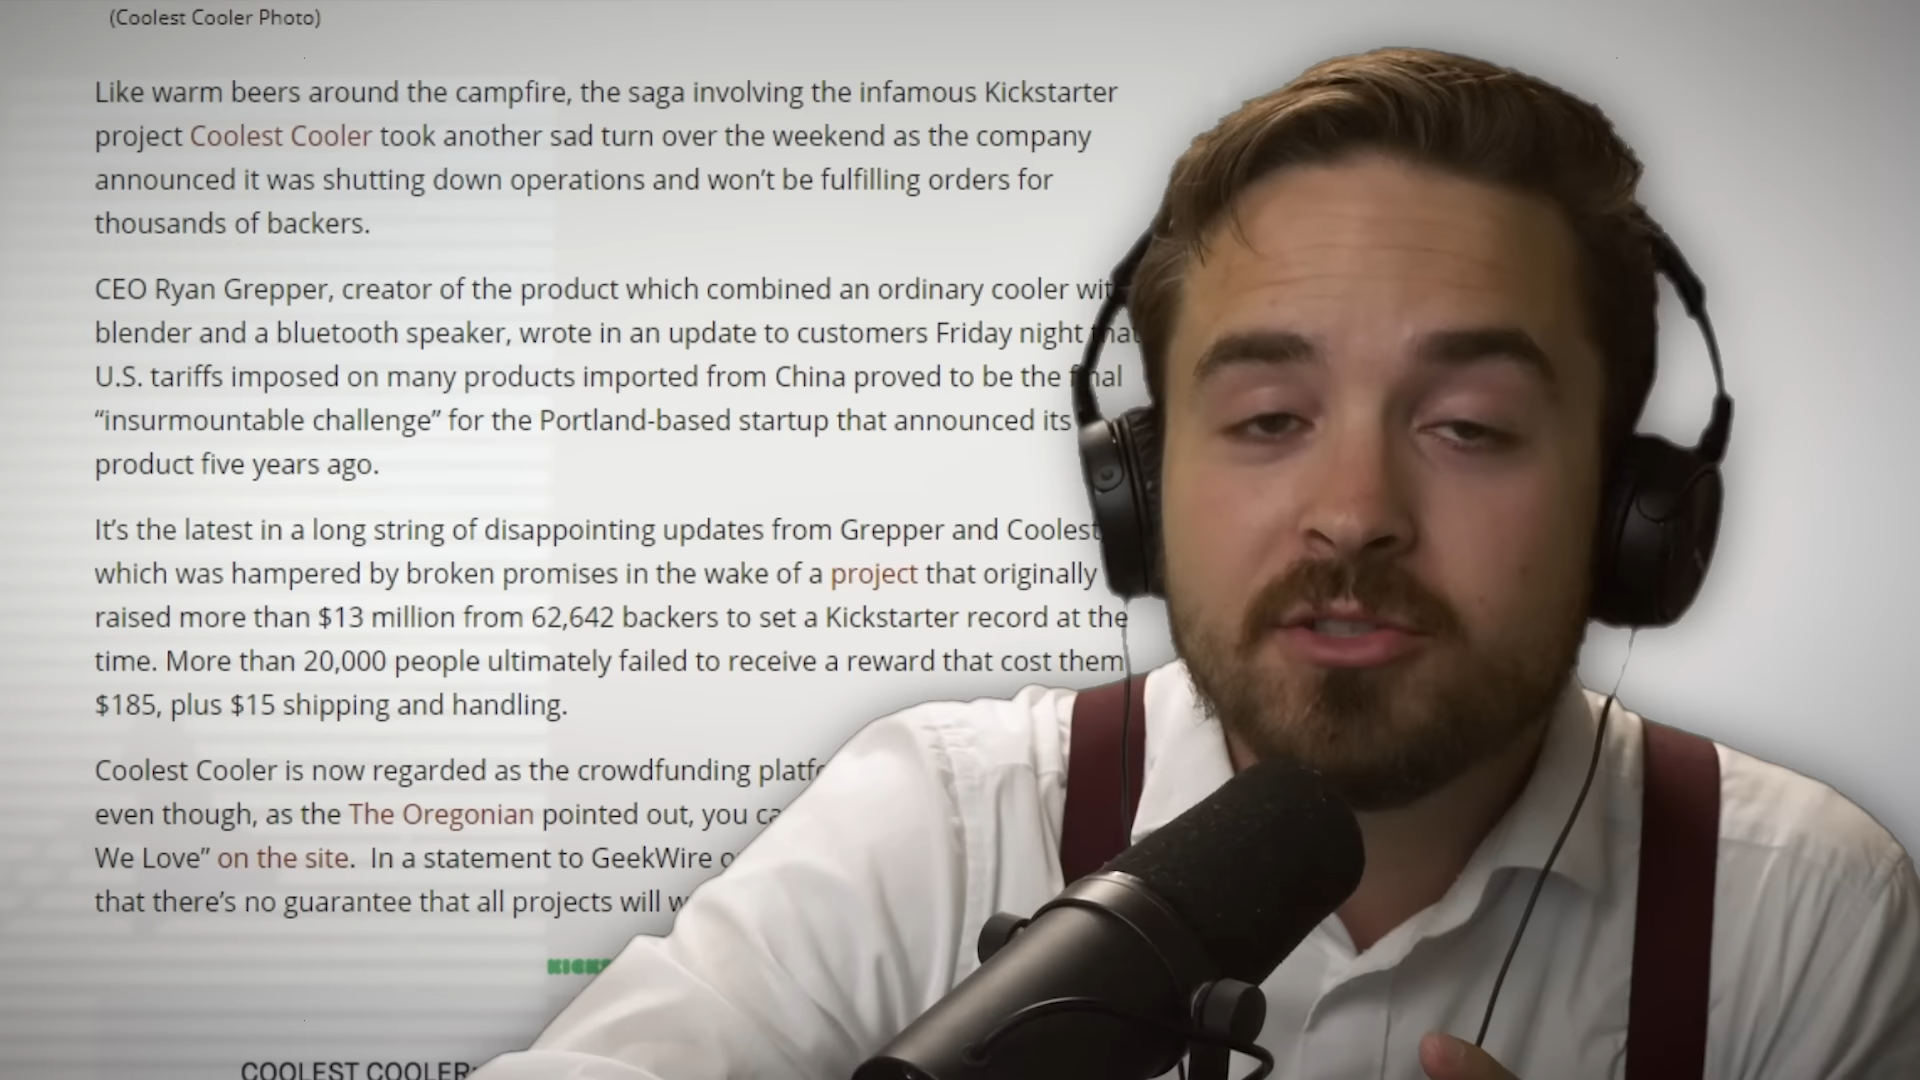 (Coolest Cooler Photo)
Like warm beers around the campfire, the saga involving the infamous Kickstarter
project Coolest Cooler took another sad turn over the weekend as the company
announced it was shutting down operations and won’t be fulfilling orders for
thousands of backers.
CEO Ryan Grepper, creator of the product which combined an ordinary cooler
blender and a bluetooth speaker, wrote in an update to customers Friday night
U.S. tariffs imposed on many products imported from China proved to be the final
“insurmountable challenge” for the Portland-based startup that announced its
product five years ago.
It’s the latest in a long string of disappointing updates from Grepper and Coolest,
which was hampered by broken promises in the wake of a project that originally
raised more than $13 million from 62,642 backers to set a Kickstarter record at the
time. More than 20,000 people ultimately failed to receive a reward that cost them
$185, plus $15 shipping and handling.
Coolest Cooler is now regarded as the crowdfunding
even though, as the The Oregonian pointed out, you
We Love” on the site. In a statement to GeekWire
that there’s no guarantee that all projects will
COOLEST COOLER